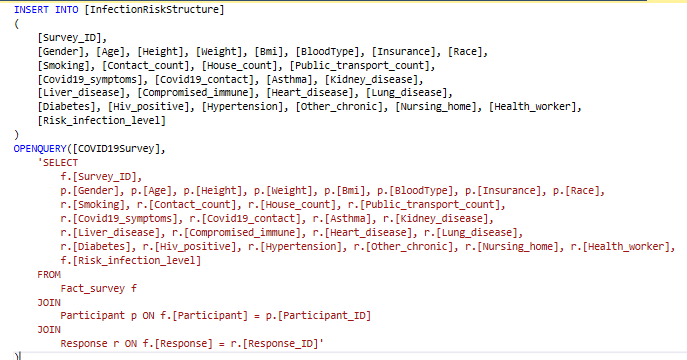 INSERT INTO [InfectionRiskStructure]
(
[Survey_ID],
[Gender], [Age], [Height], [Weight], [Bmi], [BloodType], [Insurance], [Race],
[Smoking], [Contact_count], [House_count], [Public_transport_count],
[Covid19_symptoms], [Covid19_contact], [Asthma], [Kidney_disease],
[Liver_disease], [Compromised_immune], [Heart_disease], [Lung_disease],
[Diabetes], [Hiv_positive], [Hypertension], [Other_chronic], [Nursing_home], [Health_worker],
[Risk_infection_level]
)
OPENQUERY([COVID19Survey],
'SELECT
f.[Survey_ID],
p.[Gender], p.[Age], p.[Height], p.[Weight], p.[Bmi], p.[BloodType], p.[Insurance], p.[Race],
r.[Smoking], r.[Contact_count], r.[House_count], r.[Public_transport_count],
r.[Covid19_symptoms], r.[Covid19_contact], r.[Asthma], r.[Kidney_disease],
r.[Liver_disease], r.[Compromised_immune], r.[Heart_disease], r.[Lung_disease],
r.[Diabetes], r.[Hiv_positive], r.[Hypertension], r.[Other_chronic], r.[Nursing_home], r.[Health_worker],
f.[Risk_infection_level]
FROM
Fact_survey f
JOIN
Participant p ON f.[Participant] = p.[Participant_ID]
JOIN
Response r ON f.[Response] = r.[Response_ID]'
)